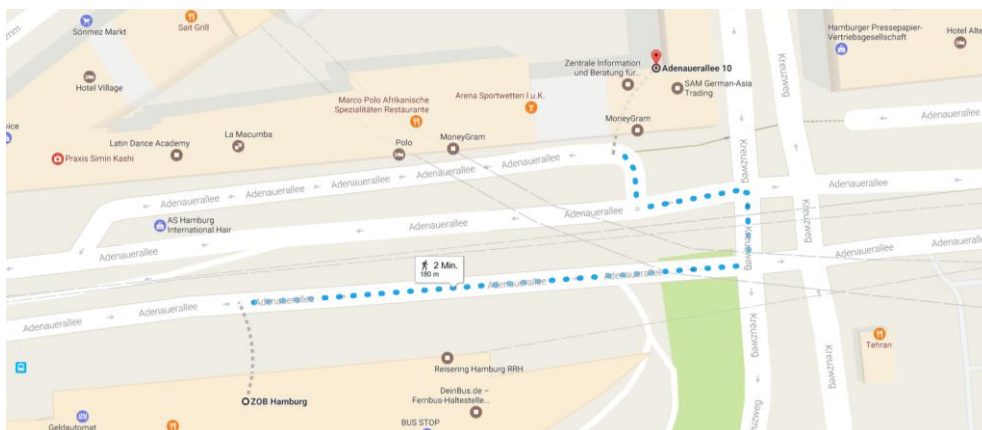 Sönmez Markt
Sait Grill
Hotel Village
Latin Dance Academy
La Macumba
Praxis Simin Kashi
Marco Polo Afrikanische
Spezialitäten Restaurante
Arena Sportwetten I.u.K.
Polo
MoneyGram
Zentrale Information
und Beratung für...
Adenauerallee 10
SAM German-Asia
Trading
MoneyGram
Hamburger Pressepapier-
Vertriebsgesellschaft
Hotel Alte
Kreuzweg
Kreuzweg
Adenauerallee
Kreuzweg
Adenauerallee
Adenauerallee
Adenauerallee
Adenauerallee
Adenauerallee
Adenauerallee
Adenauerallee
AS Hamburg
International Hair
Adenauerallee
Adenauerallee
Kreuzweg
Kreuzweg
2 Min.
180 m
Adenauerallee
Adenauerallee
Adenauerallee
Adenauerallee
Adenauerallee
Adenauerallee
Adenauerallee
Kreuzweg
Kreuzweg
Tehran
Reisering Hamburg RRH
DeinBus.de –
Fernbus-Haltestelle...
ZOB Hamburg
BUS STOP
Geldautomat